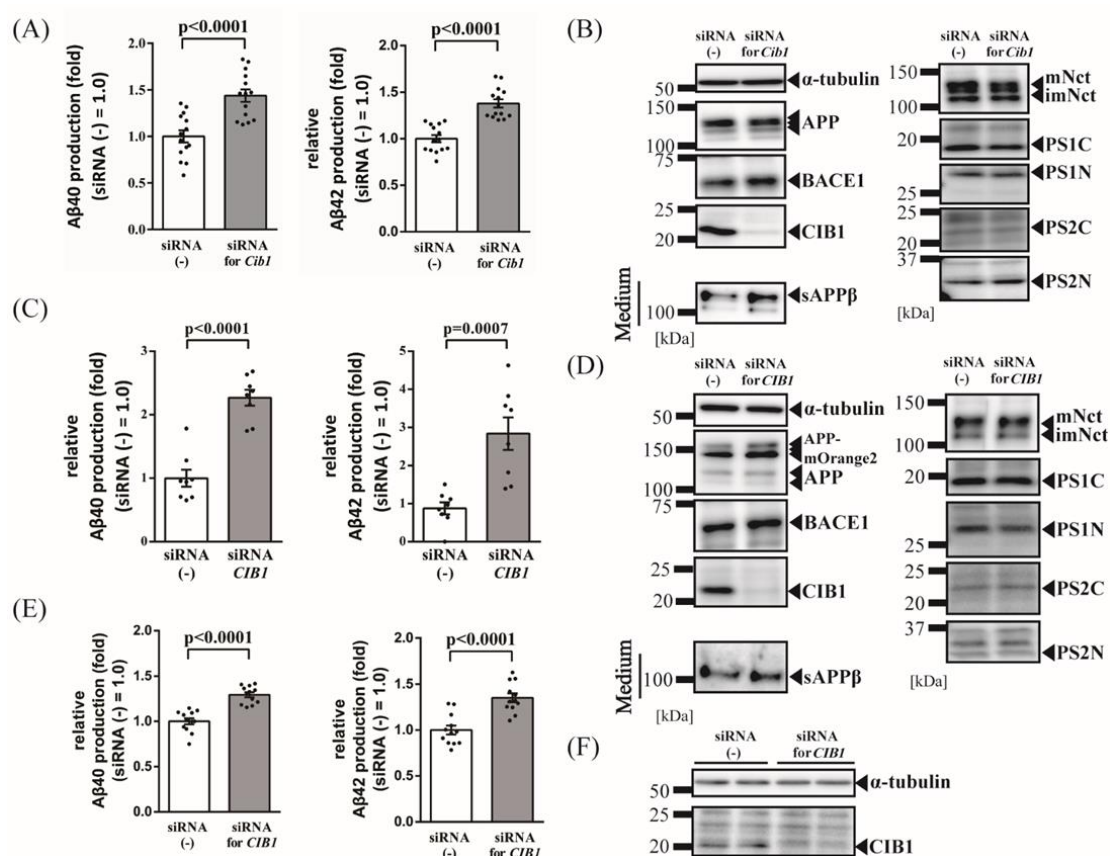 (A)
p<0.0001
Aβ40 production (fold)
(siRNA (-) = 1.0)
2.0
1.5
1.0
0.5
0.0
siRNA
(-)
siRNA
for Cib1
p<0.0001
relative
Aβ42 production (fold)
(siRNA (-) = 1.0)
2.0
1.5
1.0
0.5
0.0
siRNA
(-)
siRNA
for Cib1
(B)
siRNA
(-)
siRNA
for Cib1
50
α-tubulin
150
100
APP
75
BACE1
25
20
CIB1
Medium
100
sAPPβ
[kDa]
siRNA
(-)
siRNA
for Cib1
150
100
mNct
imNct
20
PS1C
25
PS1N
25
20
PS2C
37
PS2N
[kDa]
(C)
p<0.0001
relative
Aβ40 production (fold)
(siRNA (-) = 1.0)
3
2
1
0
siRNA
(-)
siRNA
CIB1
p=0.0007
relative
Aβ42 production (fold)
(siRNA (-) = 1.0)
5
4
3
2
1
0
siRNA
(-)
siRNA
CIB1
(D)
siRNA
(-)
siRNA
for CIB1
50
α-tubulin
150
100
APP-
mOrange2
APP
75
BACE1
25
20
CIB1
Medium
100
sAPPβ
[kDa]
siRNA
(-)
siRNA
for CIB1
150
100
mNct
imNct
20
PS1C
25
PS1N
25
20
PS2C
37
PS2N
[kDa]
(E)
p<0.0001
relative
Aβ40 production (fold)
(siRNA (-) = 1.0)
2.0
1.5
1.0
0.5
0.0
siRNA
(-)
siRNA
for CIB1
p<0.0001
relative
Aβ42 production (fold)
(siRNA (-) = 1.0)
2.0
1.5
1.0
0.5
0.0
siRNA
(-)
siRNA
for CIB1
(F)
siRNA
(-)
siRNA
for CIB1
50
α-tubulin
25
20
CIB1